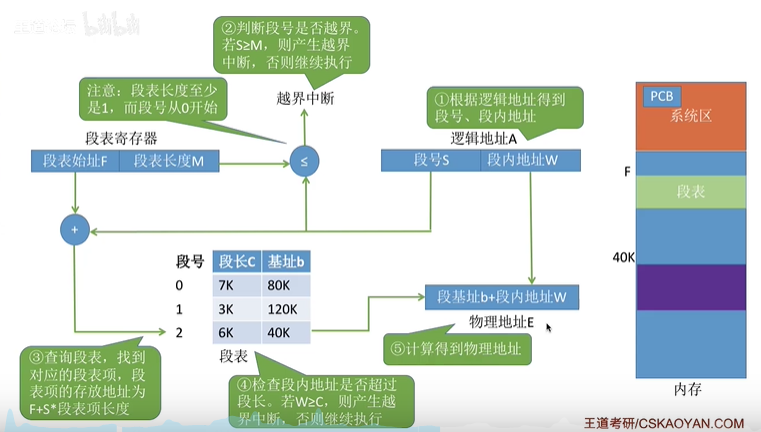 ②判断段号是否越界。
若S≥M，则产生越界
中断，否则继续执行
注意：段表长度至少
是1，而段号从0开始
越界中断
①根据逻辑地址得到
段号、段内地址
PCB
系统区
段表寄存器
逻辑地址A
段表始址F 段表长度M
≤
段号S 段内地址W
F
段表
+
40K
段号 段长C 基址b
0 7K 80K
1 3K 120K
2 6K 40K
段表
段基址b+段内地址W
物理地址E
③查询段表，找到
对应的段表项，段
表项的存放地址为
F+S*段表项长度
④检查段内地址是否超过
段长。若W≥C，则产生越
界中断，否则继续执行
⑤计算得到物理地址
内存
王道考研/CSKAOYAN.COM